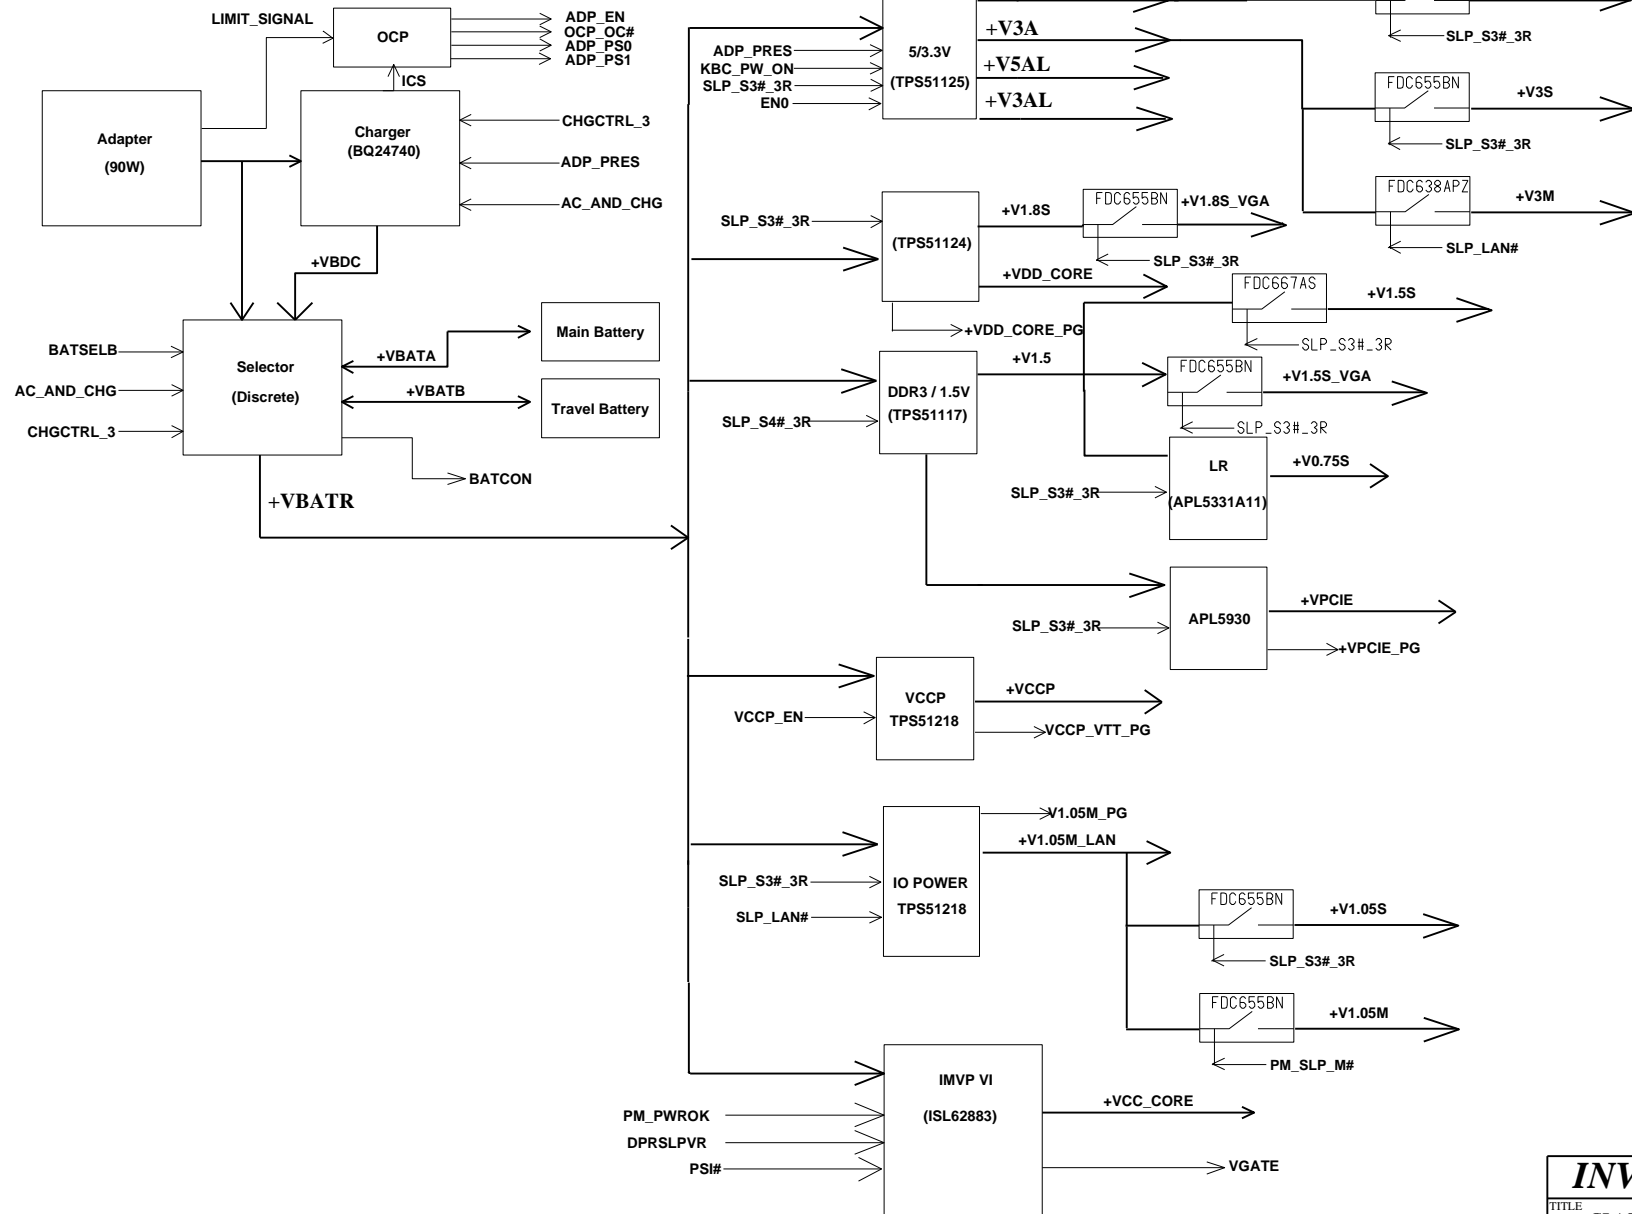 LIMIT_SIGNAL
OCP
ADP_EN
OCP_OC#
ADP_PS0
ADP_PS1
ICS
Adapter
(90W)
Charger
(BQ24740)
CHGCTRL_3
ADP_PRES
AC_AND_CHG
+VBDC
BATSELB
AC_AND_CHG
CHGCTRL_3
Selector
(Discrete)
+VBATA
+VBATB
Main Battery
Travel Battery
BATCON
+VBATR
ADP_PRES
KBC_PW_ON
SLP_S3#_3R
EN0
5/3.3V
(TPS51125)
+V3A
+V5AL
+V3AL
SLP_S3#_3R
FDC655BN
+V3S
SLP_S3#_3R
FDC638APZ
+V3M
SLP_LAN#
SLP_S3#_3R
(TPS51124)
+V1.8S
FDC655BN
+V1.8S_VGA
SLP_S3#_3R
+VDD_CORE
+VDD_CORE_PG
FDC667AS
+V1.5S
SLP_S3#_3R
DDR3 / 1.5V
(TPS51117)
SLP_S4#_3R
+V1.5
FDC655BN
+V1.5S_VGA
SLP_S3#_3R
LR
(APL5331A11)
SLP_S3#_3R
+V0.75S
APL5930
SLP_S3#_3R
+VPCIE
+VPCIE_PG
VCCP
TPS51218
VCCP_EN
+VCCP
VCCP_VTT_PG
V1.05M_PG
+V1.05M_LAN
IO POWER
TPS51218
SLP_S3#_3R
SLP_LAN#
FDC655BN
+V1.05S
SLP_S3#_3R
FDC655BN
+V1.05M
PM_SLP_M#
IMVP VI
(ISL62883)
PM_PWROK
DPRSLPVR
PSI#
+VCC_CORE
VGATE
INV
TITLE